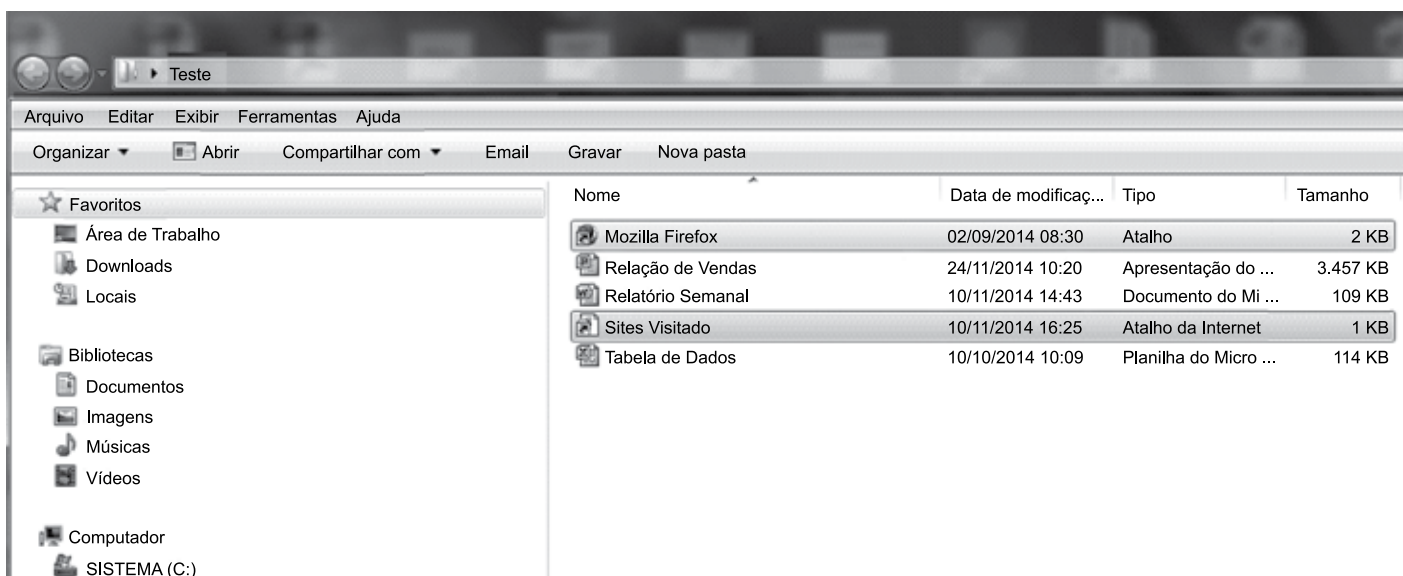 Teste
Arquivo Editar Exibir Ferramentas Ajuda
Organizar Abrir Compartilhar com Email Gravar Nova pasta
Favoritos
Área de Trabalho
Downloads
Locais
Bibliotecas
Documentos
Imagens
Músicas
Vídeos
Computador
SISTEMA (C:)
Nome Data de modificaç... Tipo Tamanho
Mozilla Firefox 02/09/2014 08:30 Atalho 2 KB
Relação de Vendas 24/11/2014 10:20 Apresentação do ... 3.457 KB
Relatório Semanal 10/11/2014 14:43 Documento do Mi ... 109 KB
Sites Visitado 10/11/2014 16:25 Atalho da Internet 1 KB
Tabela de Dados 10/10/2014 10:09 Planilha do Micro ... 114 KB